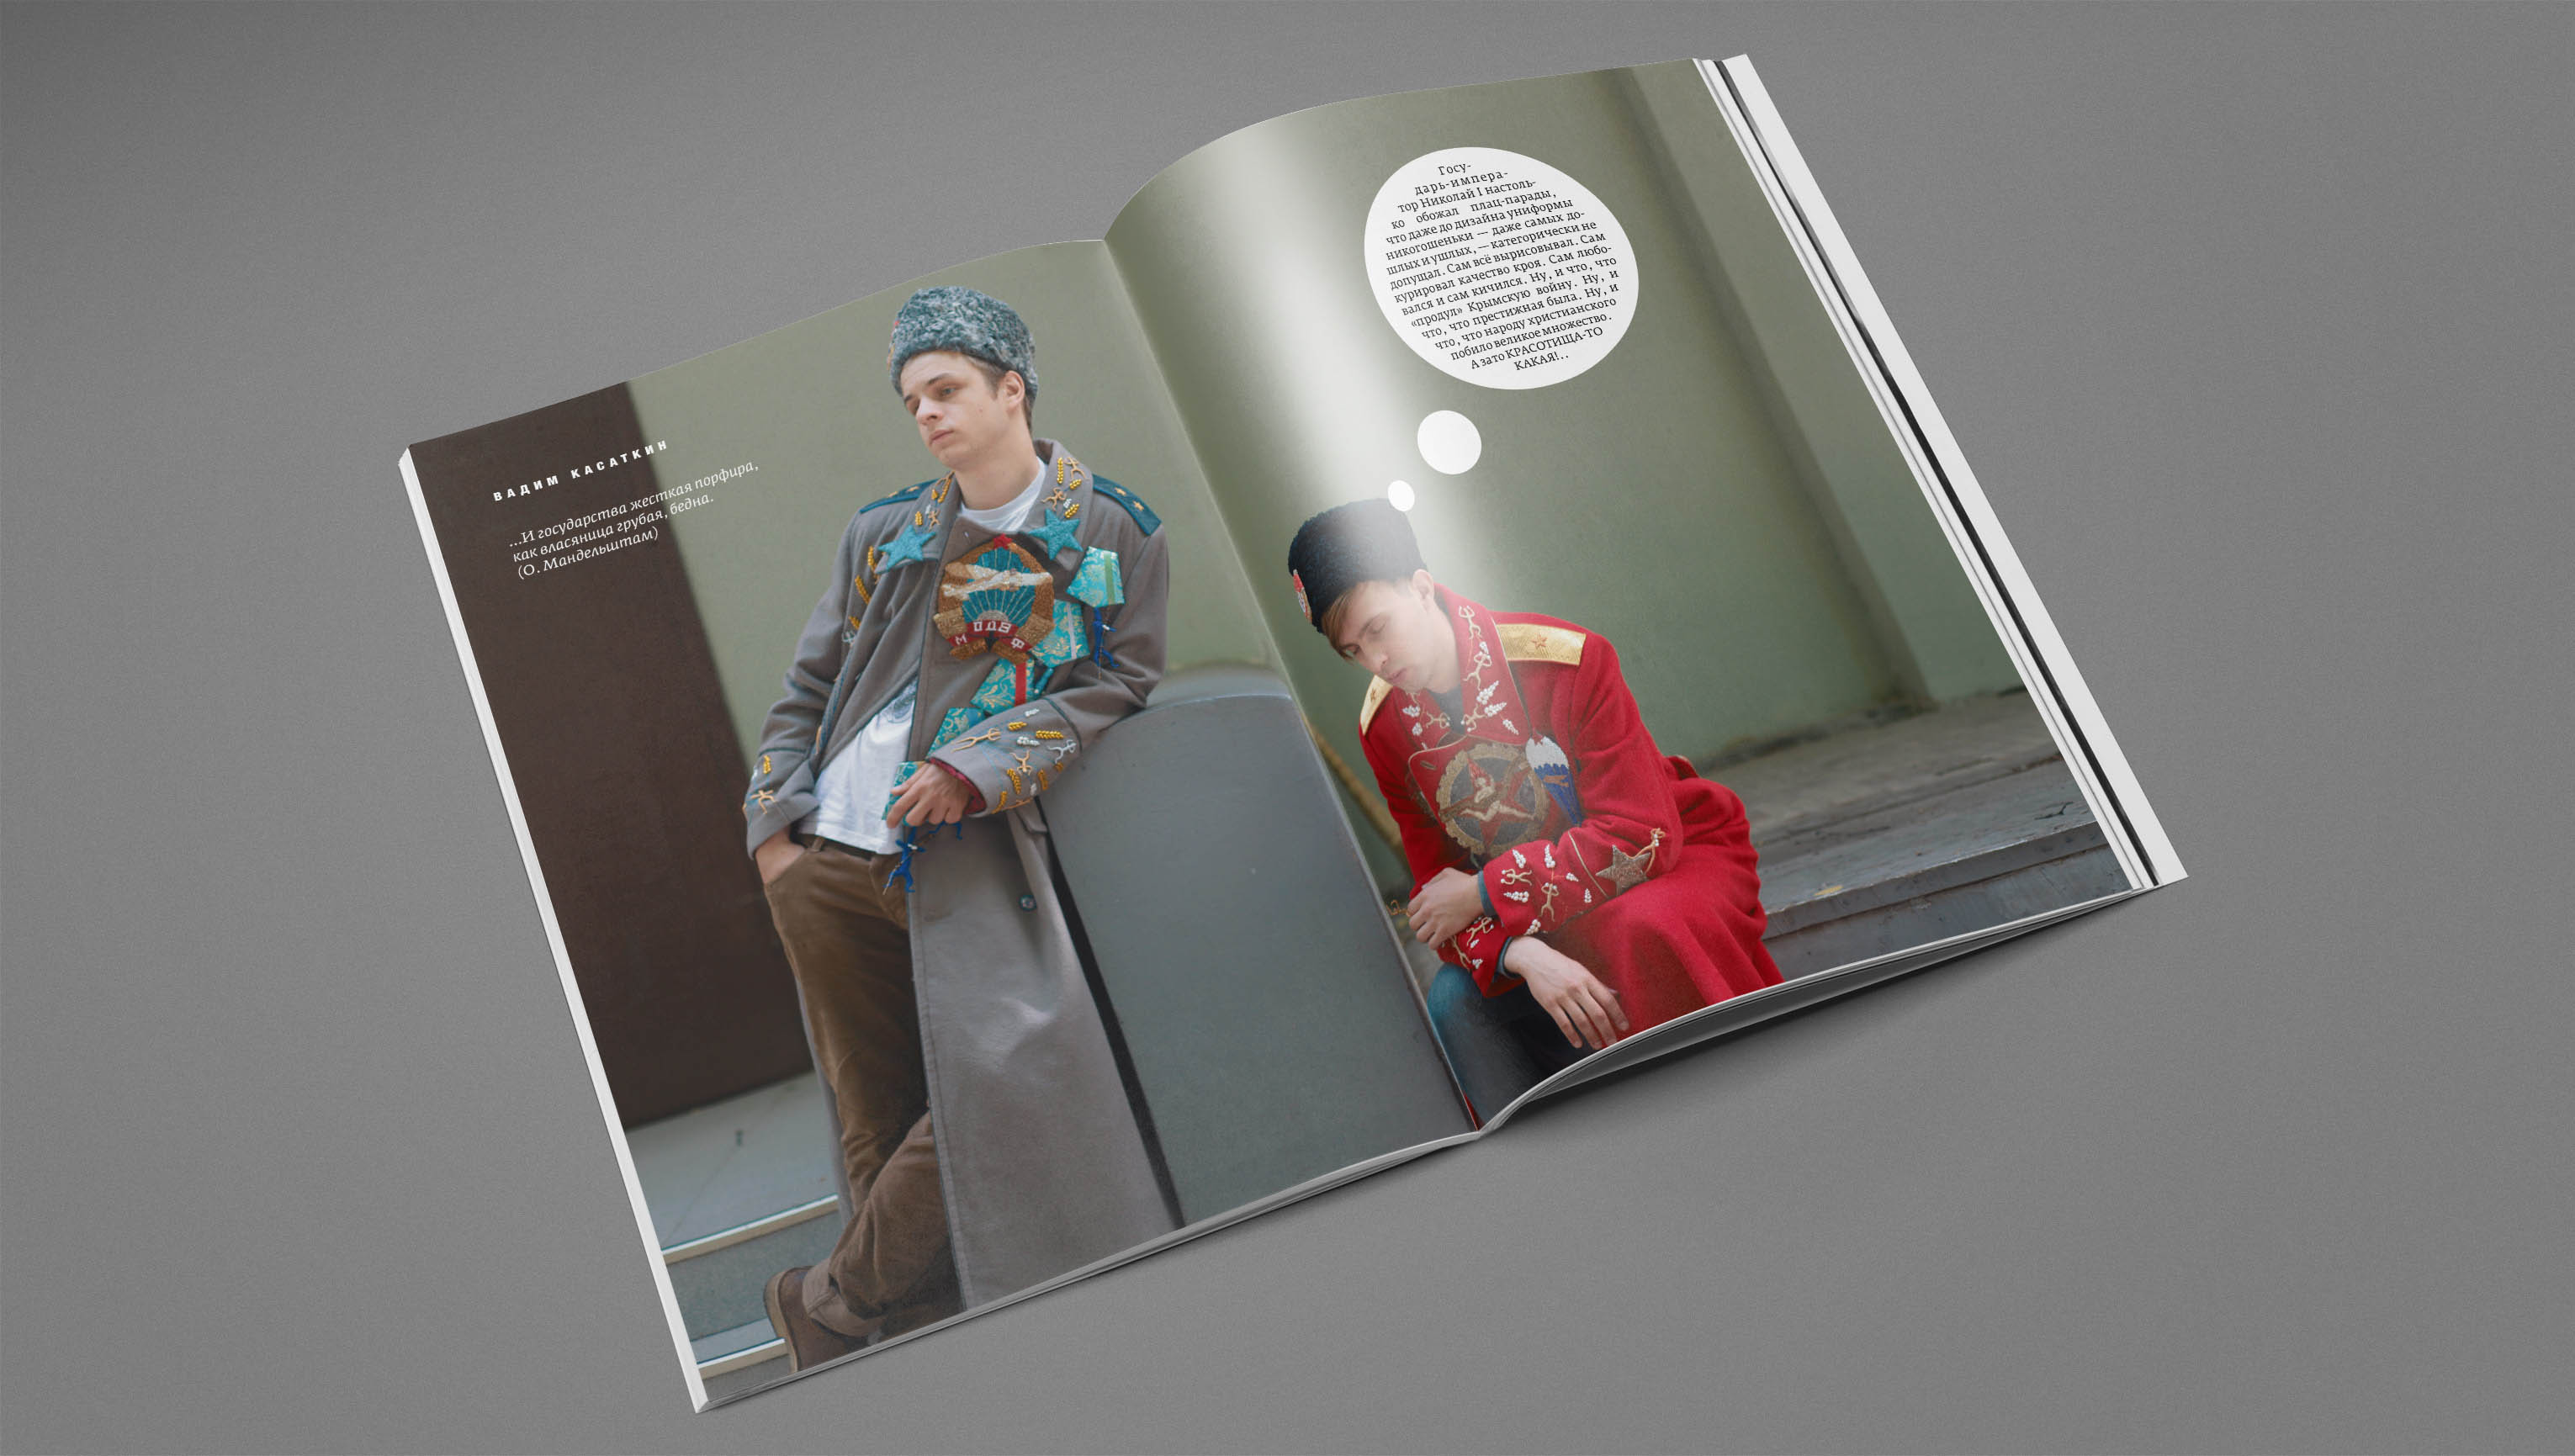 ВАДИМ КАСАТКИН
...И государства жесткая порфира,
как власяница грубая, бедна.
(О. Мандельштам)
МОДВФ
Госу-
дарь-импера-
тор Николай I настоль-
ко обожал плац-парады,
что даже до дизайна униформы
никогошеньки — даже самых до-
шлых и ушлых, — категорически не
допущал. Сам всё вырисовывал. Сам
курировал качество кроя. Сам любо-
вался и сам кичился. Ну, и что, что
«продул» Крымскую войну. Ну, и
что, что престижная была. Ну, и
что, что народу христианского
побило великое множество.
А зато КРАСОТИЩА-ТО
КАКАЯ!..